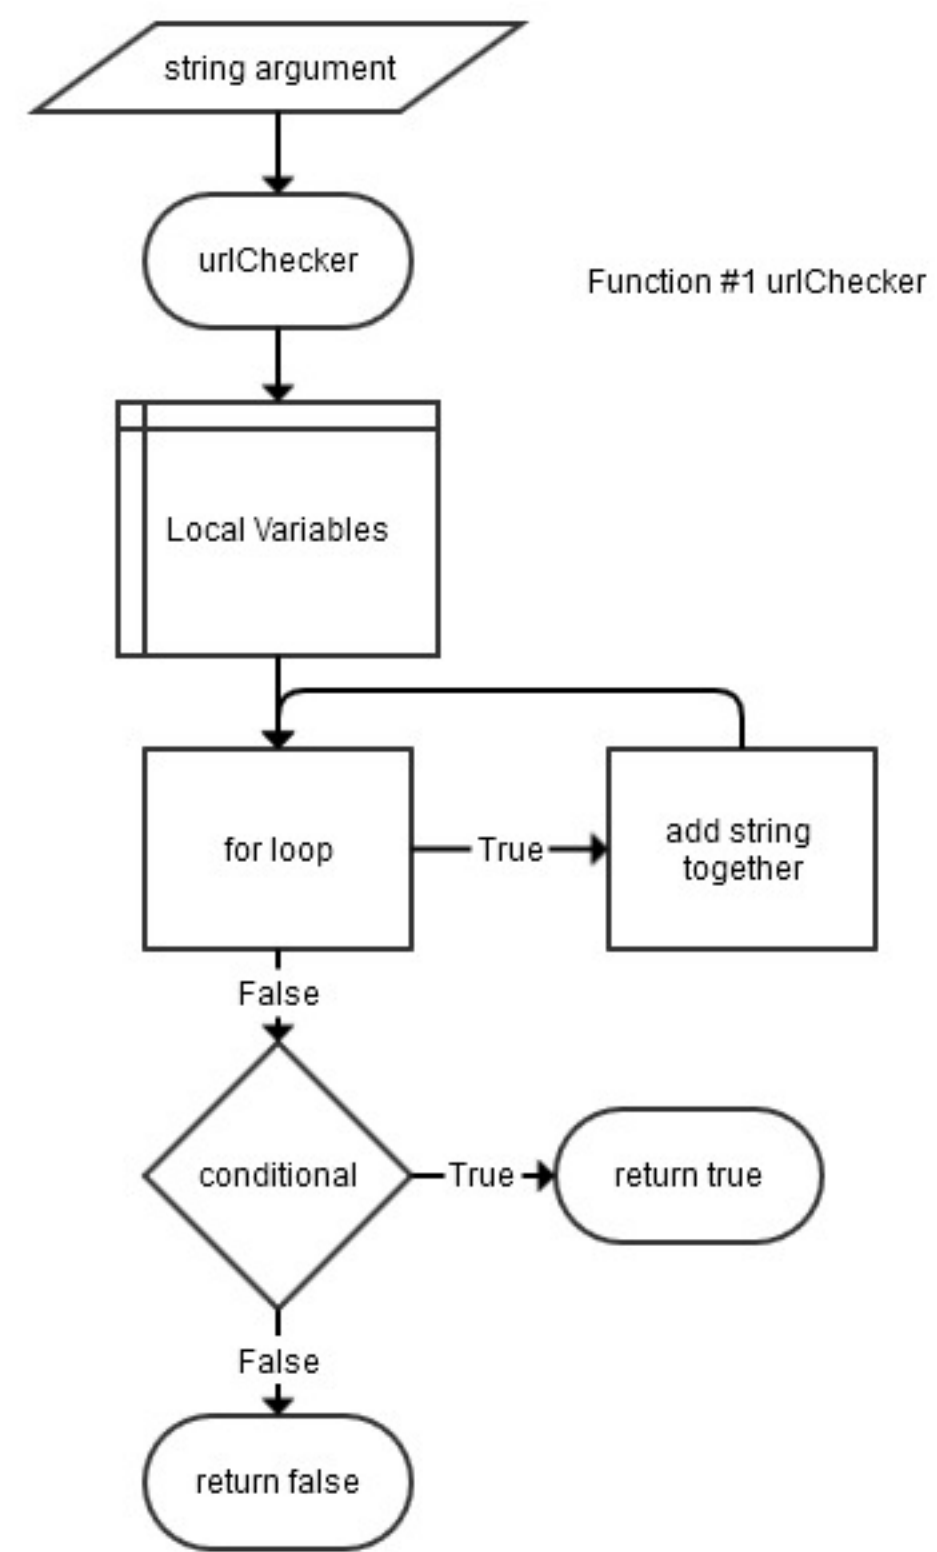 string argument
urlChecker
Function #1 urlChecker
Local Variables
for loop
True
add string
together
False
conditional
True
return true
False
return false